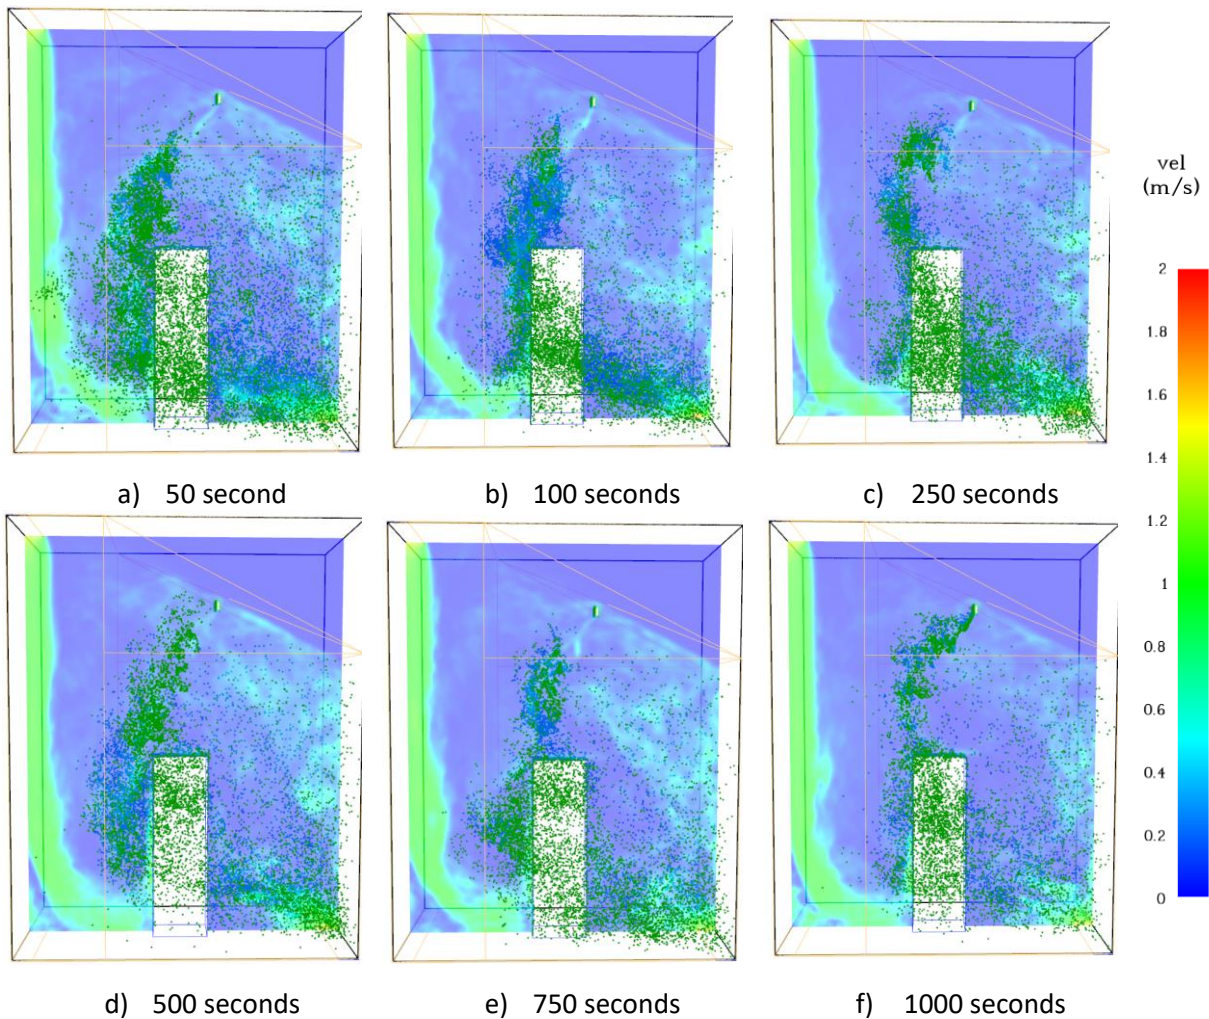 vel
(m/s)
2
1.8
1.6
1.4
1.2
1
0.8
0.6
0.4
0.2
0
a) 50 second
b) 100 seconds
c) 250 seconds
d) 500 seconds
e) 750 seconds
f) 1000 seconds